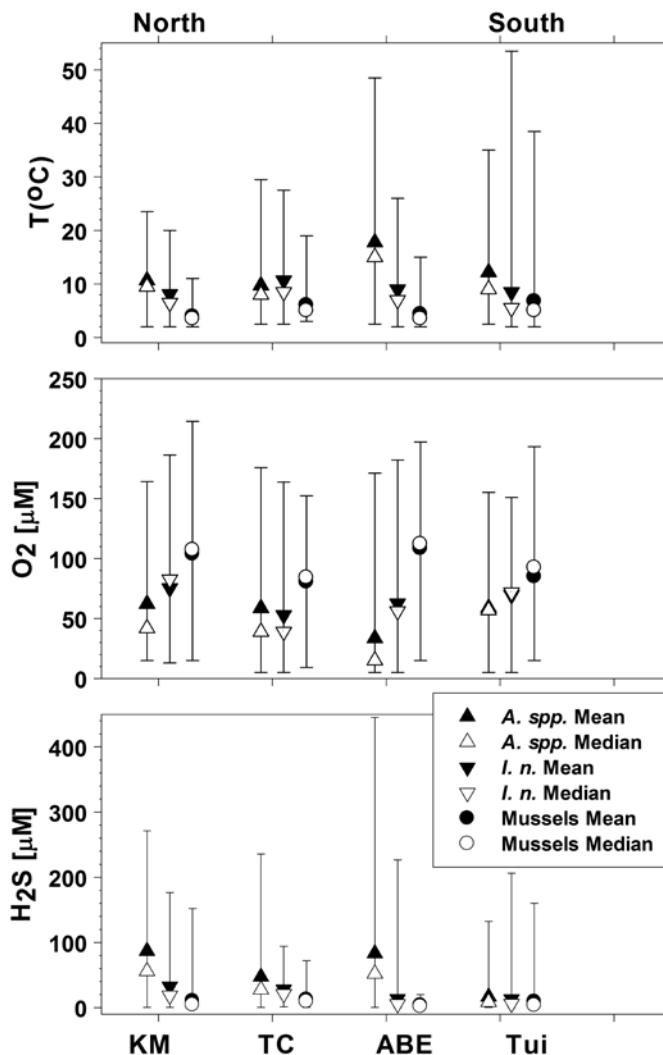 North South
T(ºC)
50
40
30
20
10
0
O2 [µM]
250
200
150
100
50
0
H2S [µM]
400
300
200
100
0
A. spp. Mean
A. spp. Median
I. n. Mean
I. n. Median
Mussels Mean
Mussels Median
KM TC ABE Tui